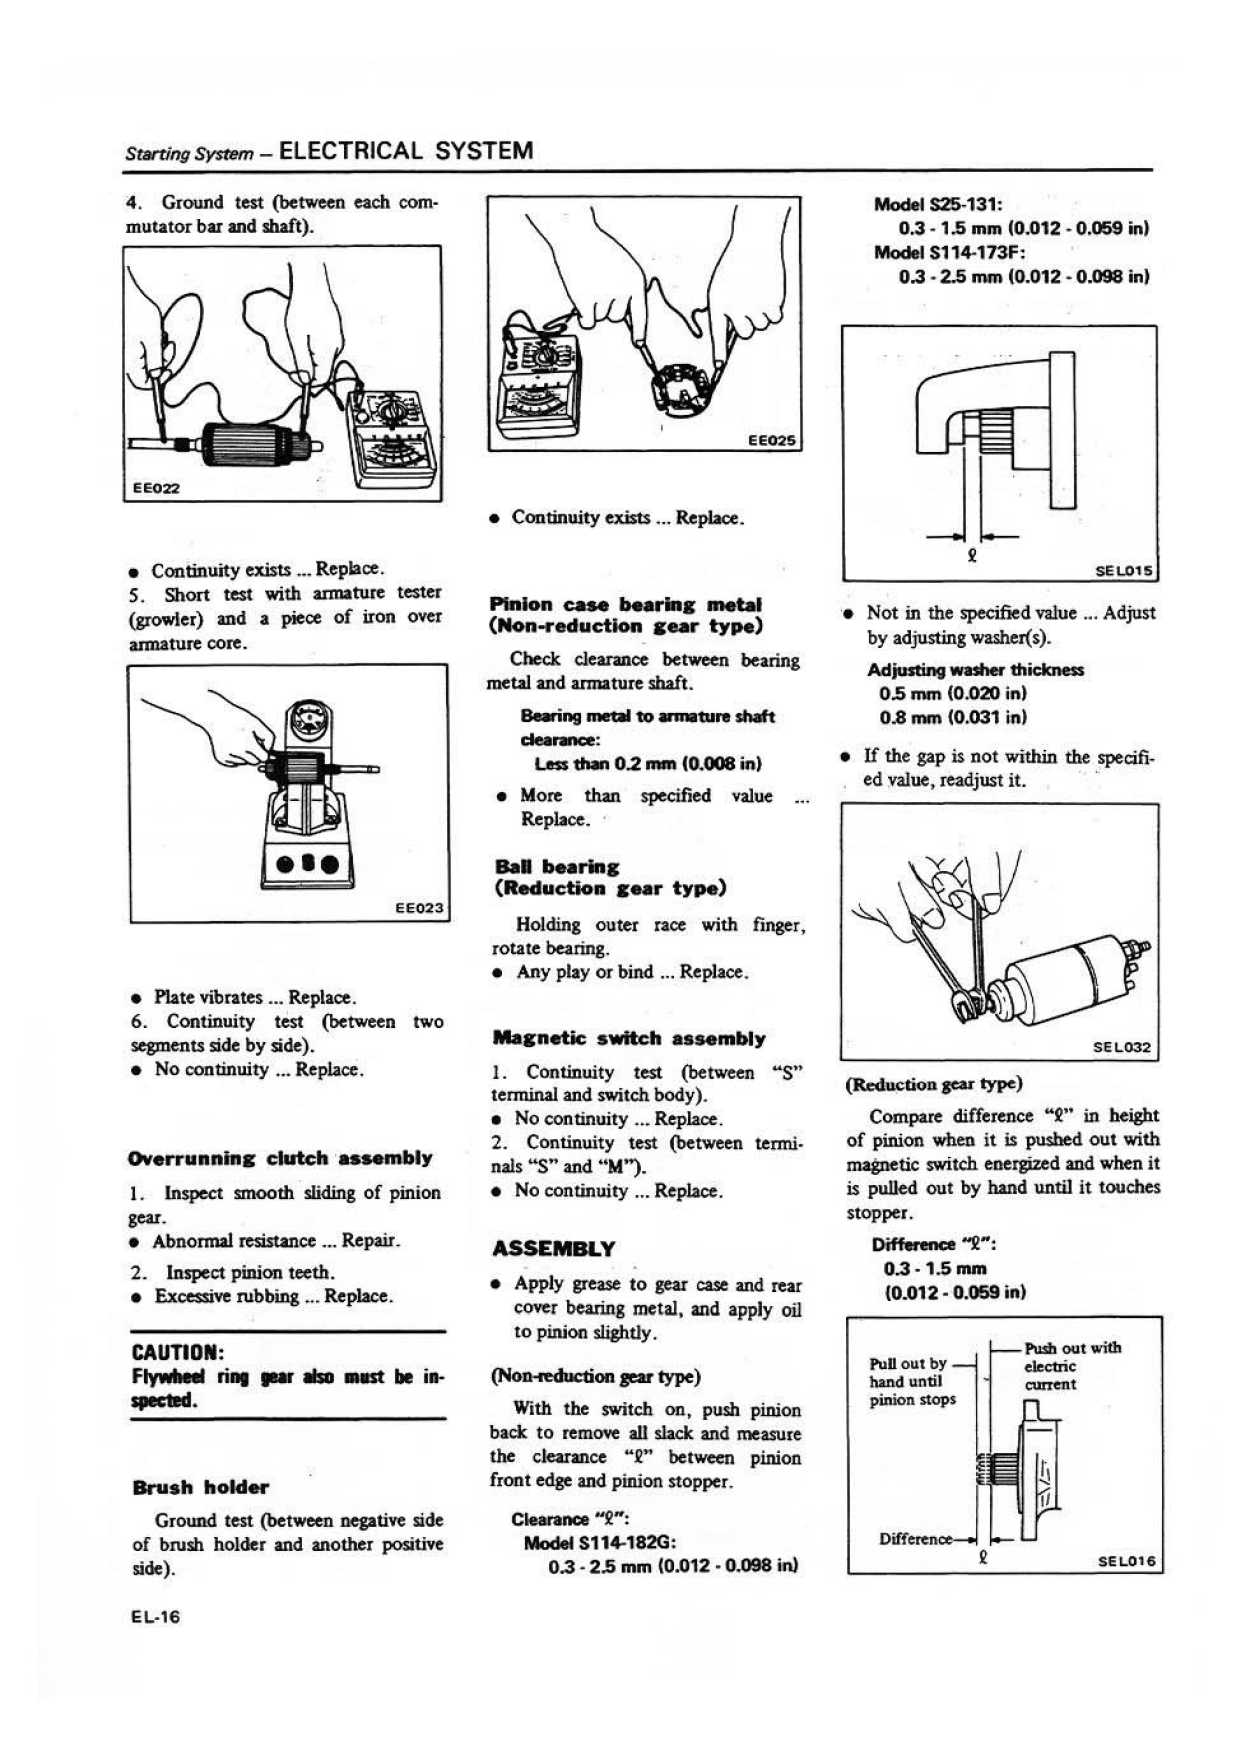 Starting System – ELECTRICAL SYSTEM
4. Ground test (between each com-
mutator bar and shaft).
EE022
● Continuity exists ... Replace.
5. Short test with armature tester
(growler) and a piece of iron over
armature core.
EE023
● Plate vibrates ... Replace.
6. Continuity test (between two
segments side by side).
● No continuity ... Replace.
Overrunning clutch assembly
1. Inspect smooth sliding of pinion
gear.
● Abnormal resistance ... Repair.
2. Inspect pinion teeth.
● Excessive rubbing ... Replace.
CAUTION:
Flywheel ring gear also must be in-
spected.
Brush holder
Ground test (between negative side
of brush holder and another positive
side).
EL-16
EE025
● Continuity exists ... Replace.
Pinion case bearing metal
(Non-reduction gear type)
Check clearance between bearing
metal and armature shaft.
Bearing metal to armature shaft
clearance:
Less than 0.2 mm (0.008 in)
● More than specified value ...
Replace.
Ball bearing
(Reduction gear type)
Holding outer race with finger,
rotate bearing.
● Any play or bind ... Replace.
Magnetic switch assembly
1. Continuity test (between “S”
terminal and switch body).
● No continuity ... Replace.
2. Continuity test (between termi-
nals “S” and “M”).
● No continuity ... Replace.
ASSEMBLY
● Apply grease to gear case and rear
cover bearing metal, and apply oil
to pinion slightly.
(Non-reduction gear type)
With the switch on, push pinion
back to remove all slack and measure
the clearance “ℓ” between pinion
front edge and pinion stopper.
Clearance “ℓ”:
Model S114-182G:
0.3 - 2.5 mm (0.012 - 0.098 in)
Model S25-131:
0.3 - 1.5 mm (0.012 - 0.059 in)
Model S114-173F:
0.3 - 2.5 mm (0.012 - 0.098 in)
ℓ
SEL015
● Not in the specified value ... Adjust
by adjusting washer(s).
Adjusting washer thickness
0.5 mm (0.020 in)
0.8 mm (0.031 in)
● If the gap is not within the specifi-
ed value, readjust it.
SEL032
(Reduction gear type)
Compare difference “ℓ” in height
of pinion when it is pushed out with
magnetic switch energized and when it
is pulled out by hand until it touches
stopper.
Difference “ℓ”:
0.3 - 1.5 mm
(0.012 - 0.059 in)
Pull out by
hand until
pinion stops
Push out with
electric
current
Difference
ℓ
SEL016